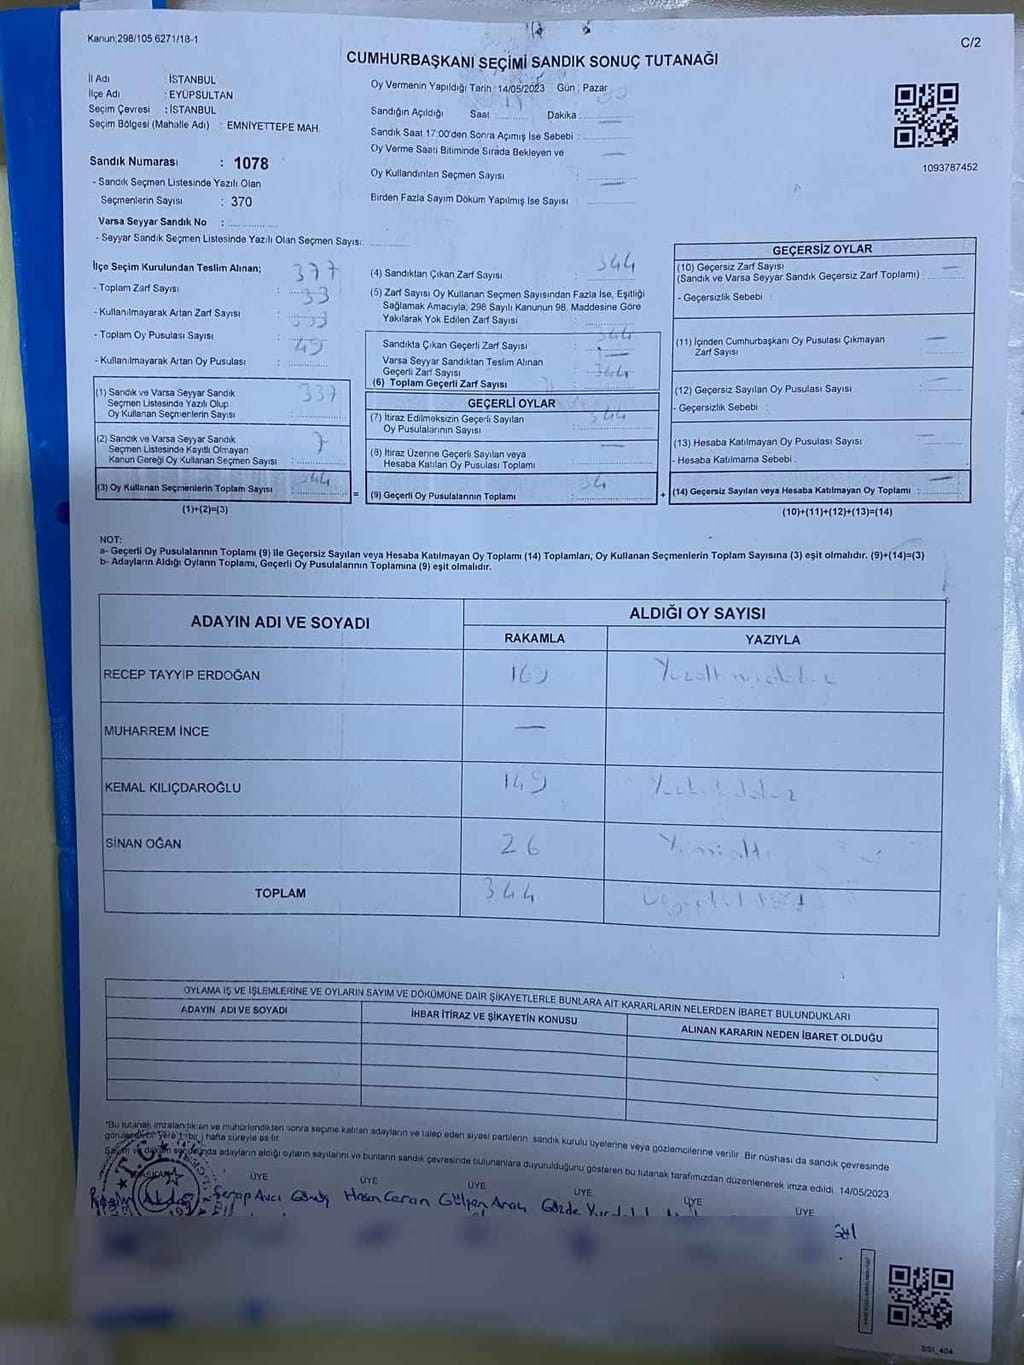 Kanun;298/105 6271/18-1
C/2
CUMHURBAŞKANI SEÇİMİ SANDIK SONUÇ TUTANAĞI
İl Adı : İSTANBUL
İlçe Adı : EYÜPSULTAN
Seçim Çevresi : İSTANBUL
Seçim Bölgesi (Mahalle Adı) : EMNİYETTEPE MAH.
Oy Vermenin Yapıldığı Tarih 14/05/2023 Gün Pazar
Sandığın Açıldığı Saat Dakika
Sandık Saat 17:00'den Sonra Açımış İse Sebebi :
Oy Verme Saati Bitiminde Sırada Bekleyen ve
Oy Kullandırılan Seçmen Sayısı :
Birden Fazla Sayım Döküm Yapılmış İse Sayısı
1093787452
Sandık Numarası : 1078
- Sandık Seçmen Listesinde Yazılı Olan
Seçmenlerin Sayısı : 370
Varsa Seyyar Sandık No :
- Seyyar Sandık Seçmen Listesinde Yazılı Olan Seçmen Sayısı:
İlçe Seçim Kurulundan Teslim Alınan;
- Toplam Zarf Sayısı : 377
- Kullanılmayarak Artan Zarf Sayısı : 33
- Toplam Oy Pusulası Sayısı :
- Kullanılmayarak Artan Oy Pusulası : 49
(1) Sandık ve Varsa Seyyar Sandık
Seçmen Listesinde Yazılı Olup
Oy Kullanan Seçmenlerin Sayısı : 337
(2) Sandık ve Varsa Seyyar Sandık
Seçmen Listesinde Kayıtlı Olmayan
Kanun Gereği Oy Kullanan Seçmen Sayısı : 7
(3) Oy Kullanan Seçmenlerin Toplam Sayısı : 344
(1)+(2)=(3)
(4) Sandıktan Çıkan Zarf Sayısı : 344
(5) Zarf Sayısı Oy Kullanan Seçmen Sayısından Fazla İse, Eşitliği
Sağlamak Amacıyla; 298 Sayılı Kanunun 98. Maddesine Göre
Yakılarak Yok Edilen Zarf Sayısı :
Sandıkta Çıkan Geçerli Zarf Sayısı : 344
Varsa Seyyar Sandıktan Teslim Alınan
Geçerli Zarf Sayısı : —
(6) Toplam Geçerli Zarf Sayısı : 344
GEÇERLİ OYLAR
(7) İtiraz Edilmeksizin Geçerli Sayılan
Oy Pusulalarının Sayısı : 344
(8) İtiraz Üzerine Geçerli Sayılan veya
Hesaba Katılan Oy Pusulası Toplamı : —
= (9) Geçerli Oy Pusulalarının Toplamı :
GEÇERSİZ OYLAR
(10) Geçersiz Zarf Sayısı
(Sandık ve Varsa Seyyar Sandık Geçersiz Zarf Toplamı) : —
- Geçersizlik Sebebi :
(11) İçinden Cumhurbaşkanı Oy Pusulası Çıkmayan
Zarf Sayısı : —
(12) Geçersiz Sayılan Oy Pusulası Sayısı : —
- Geçersizlik Sebebi :
(13) Hesaba Katılmayan Oy Pusulası Sayısı : —
- Hesaba Katılmama Sebebi :
+ (14) Geçersiz Sayılan veya Hesaba Katılmayan Oy Toplamı : —
(10)+(11)+(12)+(13)=(14)
NOT:
a- Geçerli Oy Pusulalarının Toplamı (9) ile Geçersiz Sayılan veya Hesaba Katılmayan Oy Toplamı (14) Toplamları, Oy Kullanan Seçmenlerin Toplam Sayısına (3) eşit olmalıdır. (9)+(14)=(3)
b- Adayların Aldığı Oyların Toplamı, Geçerli Oy Pusulalarının Toplamına (9) eşit olmalıdır.
ADAYIN ADI VE SOYADI
ALDIĞI OY SAYISI
RAKAMLA YAZIYLA
RECEP TAYYİP ERDOĞAN 169
MUHARREM İNCE —
KEMAL KILIÇDAROĞLU 149
SİNAN OĞAN 26
TOPLAM 344
OYLAMA İŞ VE İŞLEMLERİNE VE OYLARIN SAYIM VE DÖKÜMÜNE DAİR ŞİKAYETLERLE BUNLARA AİT KARARLARIN NELERDEN İBARET BULUNDUKLARI
ADAYIN ADI VE SOYADI İHBAR İTİRAZ VE ŞİKAYETİN KONUSU ALINAN KARARIN NEDEN İBARET OLDUĞU
"Bu tutanak imzalandıktan ve mühürlendikten sonra seçime katılan adayların ve talep eden siyasi partilerin sandık kurulu üyelerine veya gözlemcilerine verilir. Bir nüshası da sandık çevresinde
görülebilir yere 1 (bir) hafta süreyle asılır.
adayların aldığı oyların sayılarını ve bunların sandık çevresinde bulunanlara duyurulduğunu gösteren bu tutanak tarafımızdan düzenlenerek imza edildi. 14/05/2023
BAŞKAN ÜYE ÜYE ÜYE ÜYE ÜYE ÜYE
T.C.
Serap Avcı Hasan Ceran Gülşen Gözde
SSI_404